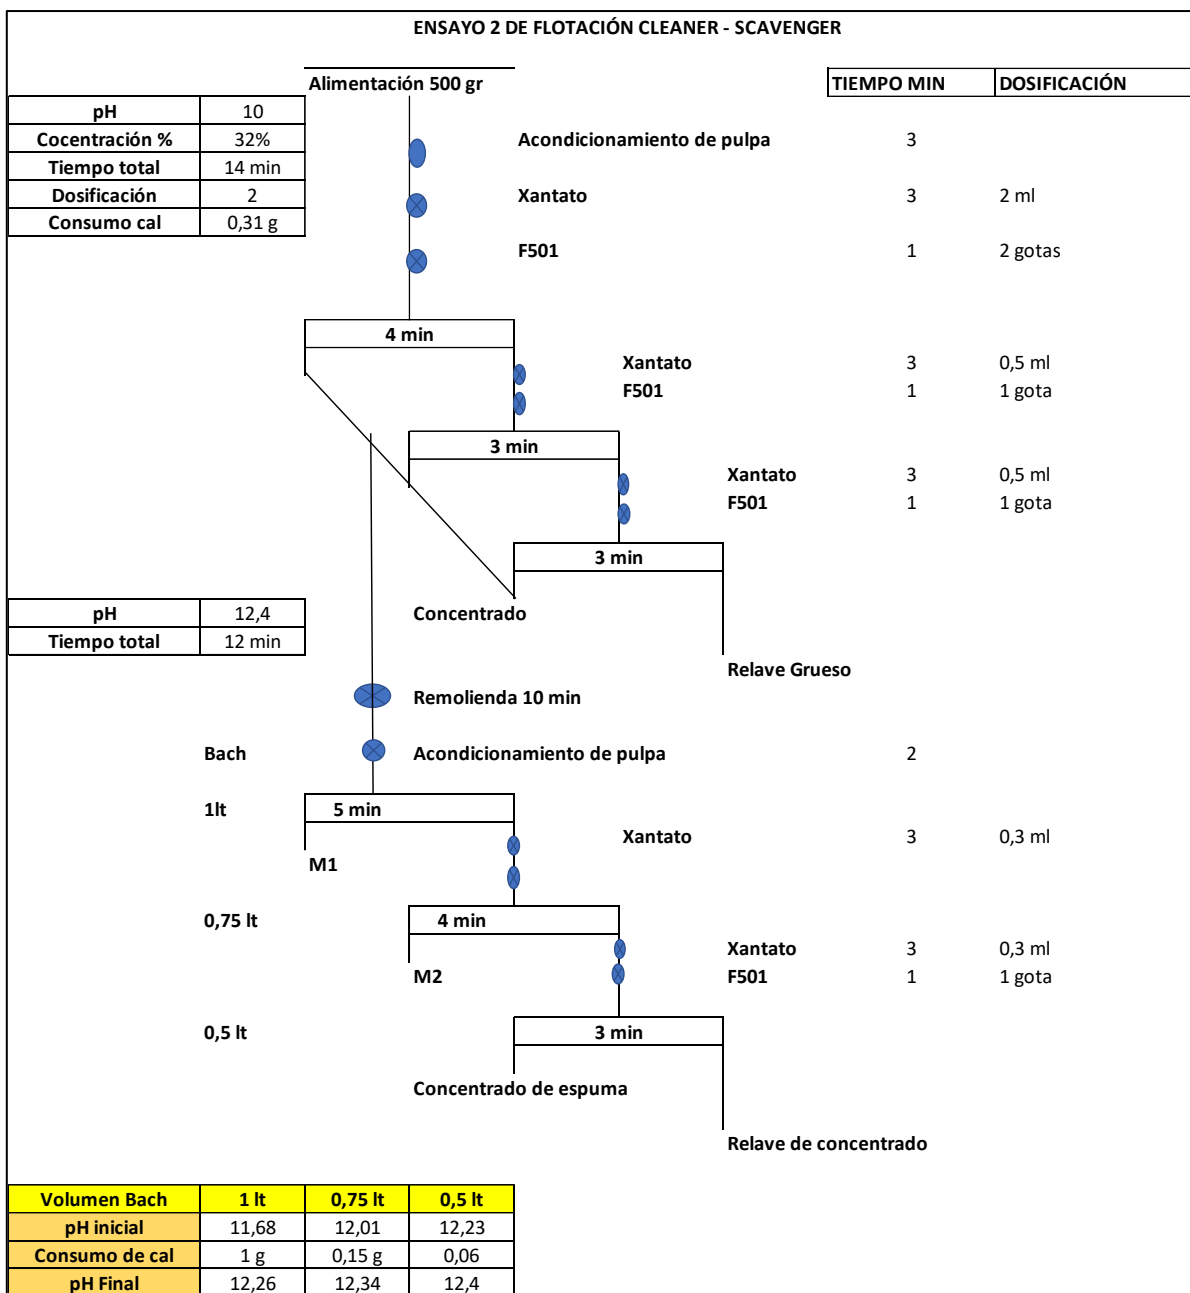 ENSAYO 2 DE FLOTACIÓN CLEANER - SCAVENGER
Alimentación 500 gr TIEMPO MIN DOSIFICACIÓN
pH 10
Cocentración % 32% Acondicionamiento de pulpa 3
Tiempo total 14 min
Dosificación 2 Xantato 3 2 ml
Consumo cal 0,31 g
F501 1 2 gotas
4 min
Xantato 3 0,5 ml
F501 1 1 gota
3 min
Xantato 3 0,5 ml
F501 1 1 gota
3 min
pH 12,4 Concentrado
Tiempo total 12 min
Relave Grueso
Remolienda 10 min
Bach Acondicionamiento de pulpa 2
1lt 5 min
Xantato 3 0,3 ml
M1
0,75 lt 4 min
Xantato 3 0,3 ml
M2 F501 1 1 gota
0,5 lt 3 min
Concentrado de espuma
Relave de concentrado
Volumen Bach 1 lt 0,75 lt 0,5 lt
pH inicial 11,68 12,01 12,23
Consumo de cal 1 g 0,15 g 0,06
pH Final 12,26 12,34 12,4